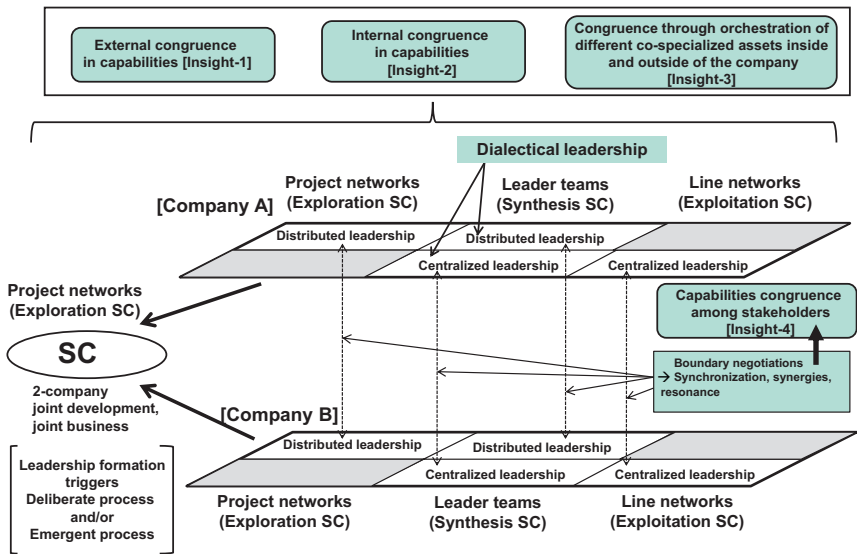 External congruence
in capabilities [Insight-1]
Internal congruence
in capabilities
[Insight-2]
Congruence through orchestration of
different co-specialized assets inside
and outside of the company
[Insight-3]
Dialectical leadership
Project networks
(Exploration SC)
Leader teams
(Synthesis SC)
Line networks
(Exploitation SC)
[Company A]
Distributed leadership
Distributed leadership
Centralized leadership
Centralized leadership
Project networks
(Exploration SC)
SC
2-company
joint development,
joint business
Capabilities congruence
among stakeholders
[Insight-4]
Boundary negotiations
→ Synchronization, synergies,
resonance
[Company B]
Distributed leadership
Distributed leadership
Centralized leadership
Centralized leadership
Leadership formation
triggers
Deliberate process
and/or
Emergent process
Project networks
(Exploration SC)
Leader teams
(Synthesis SC)
Line networks
(Exploitation SC)